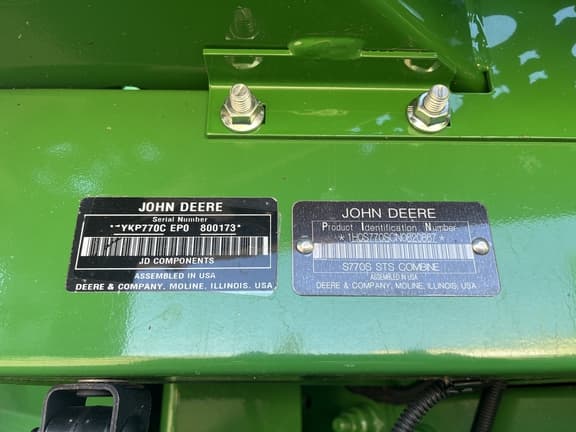 JOHN DEERE
Serial Number
YKP770C EP0 800173*
JD COMPONENTS
ASSEMBLED IN USA
DEERE & COMPANY, MOLINE, ILLINOIS, USA
JOHN DEERE
Product Identification Number
S770S STS COMBINE
ASSEMBLED IN USA
DEERE & COMPANY, MOLINE, ILLINOIS, USA